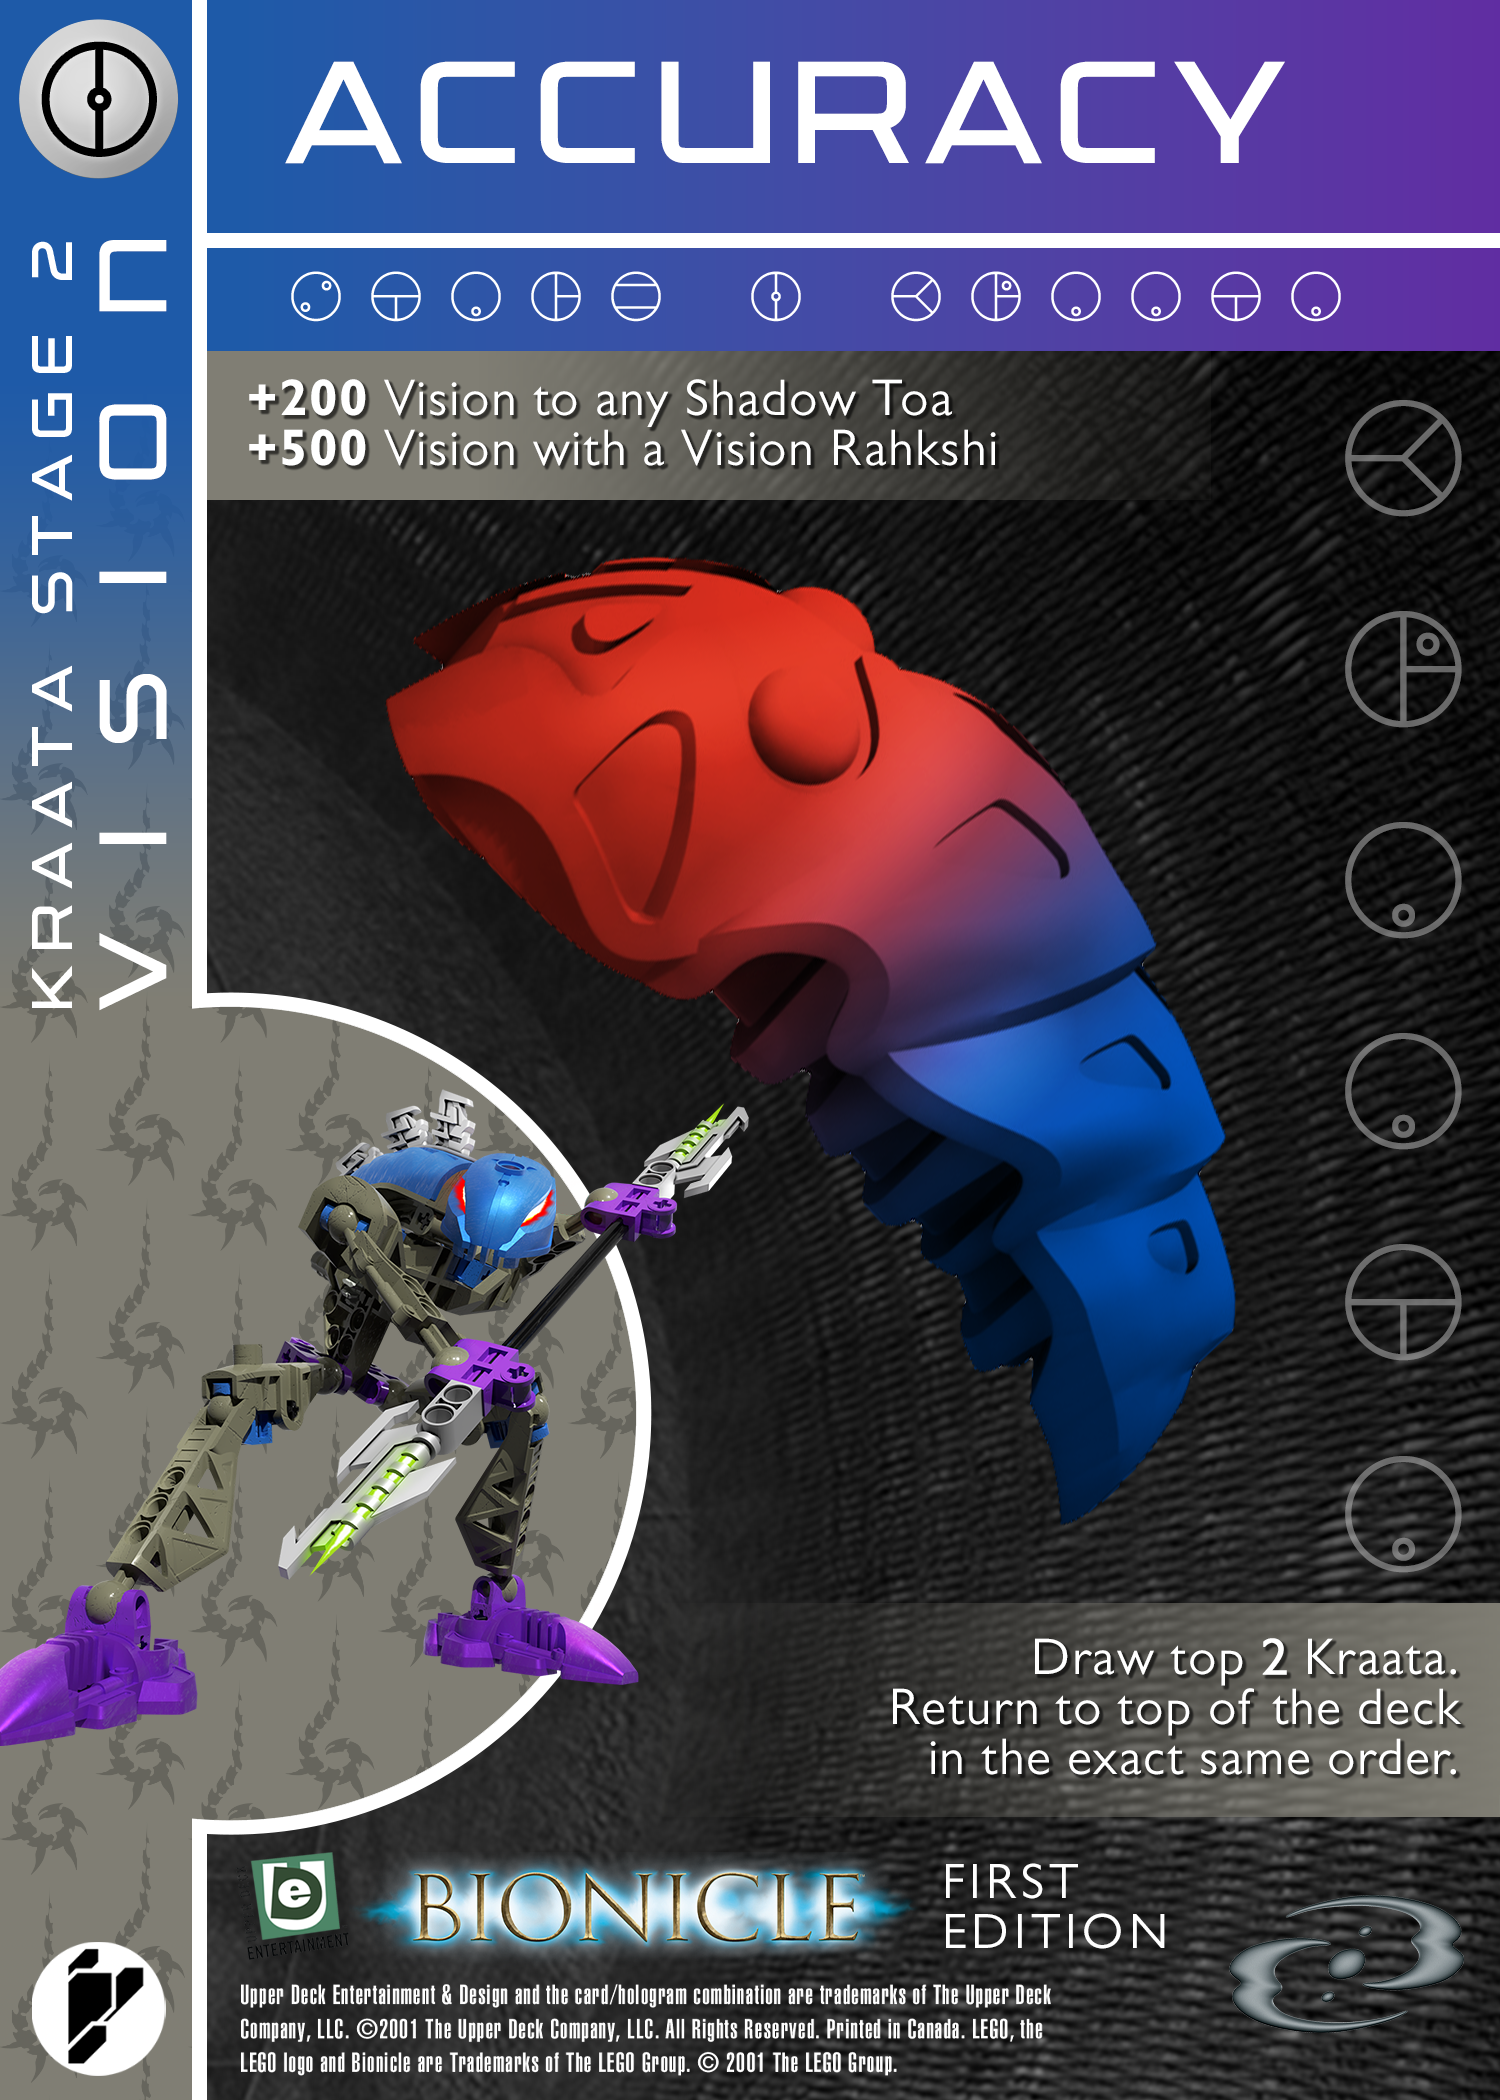 ACCURACY
KRAATA STAGE 2
VISION
+200 Vision to any Shadow Toa
+500 Vision with a Vision Rahkshi
Draw top 2 Kraata.
Return to top of the deck
in the exact same order.
e
ENTERTAINMENT
BIONICLE
FIRST
EDITION
Upper Deck Entertainment & Design and the card/hologram combination are trademarks of The Upper Deck
Company, LLC. ©2001 The Upper Deck Company, LLC. All Rights Reserved. Printed in Canada. LEGO, the
LEGO logo and Bionicle are Trademarks of The LEGO Group. © 2001 The LEGO Group.